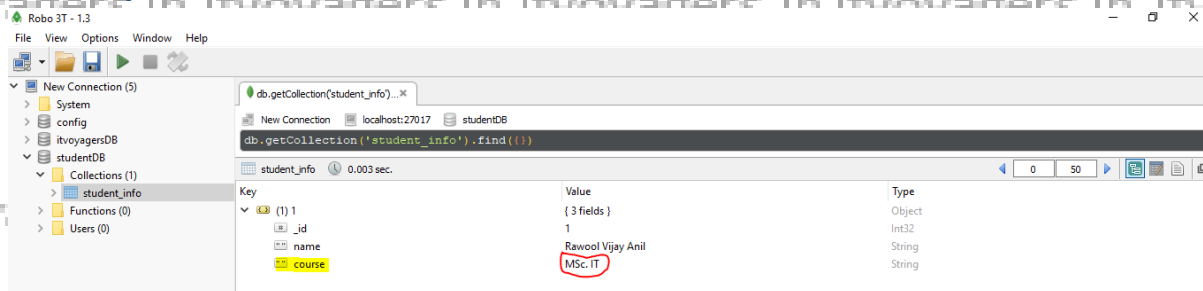 Robo 3T - 1.3
File View Options Window Help
New Connection (5)
System
config
itvoyagersDB
studentDB
Collections (1)
student_info
Functions (0)
Users (0)
db.getCollection('student_info')...
New Connection localhost:27017 studentDB
db.getCollection('student_info').find({})
student_info 0.003 sec.
0 50
Key Value Type
(1) 1 { 3 fields } Object
_id 1 Int32
name Rawool Vijay Anil String
course MSc. IT String